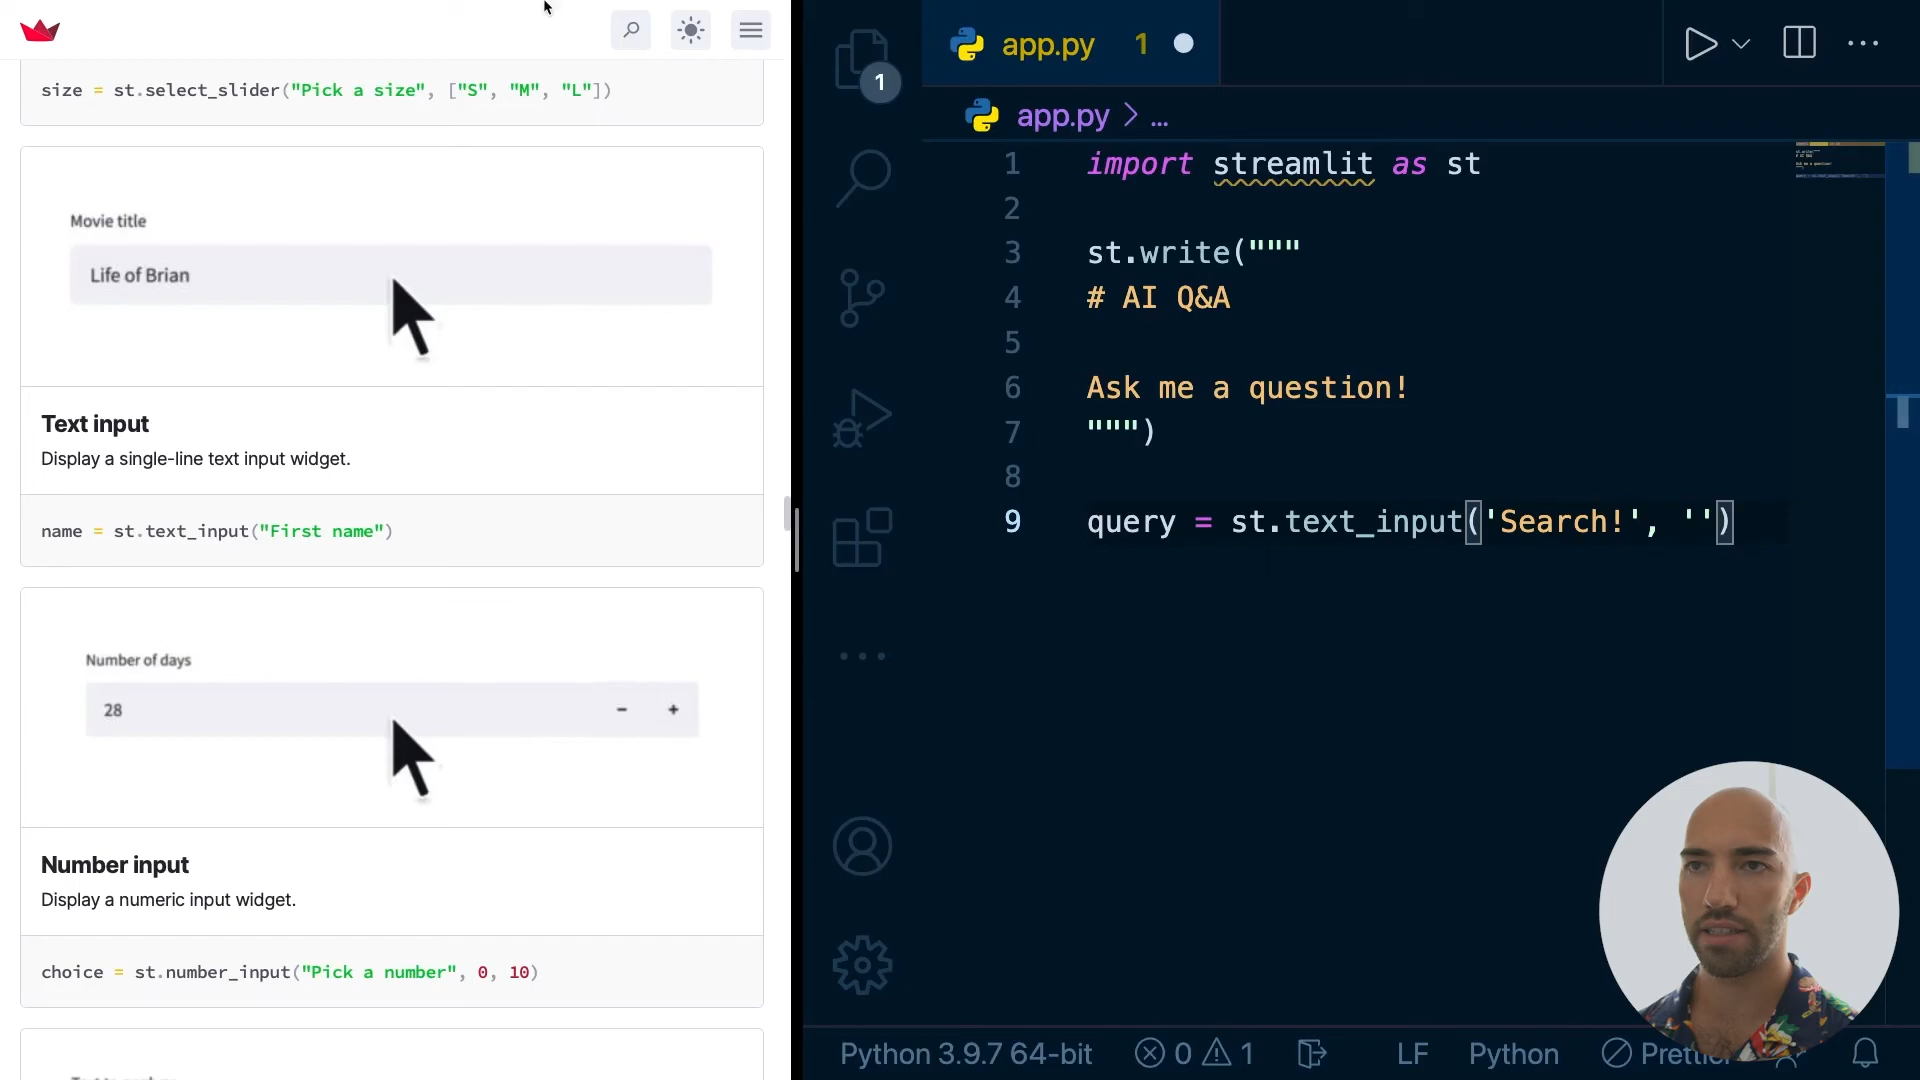 size = st.select_slider("Pick a size", ["S", "M", "L"])
Movie title
Life of Brian
Text input
Display a single-line text input widget.
name = st.text_input("First name")
Number of days
28
Number input
Display a numeric input widget.
choice = st.number_input("Pick a number", 0, 10)
1
app.py 1
app.py > ...
1 import streamlit as st
2
3 st.write("""
4 # AI Q&A
5
6 Ask me a question!
7 """)
8
9 query = st.text_input('Search!', '')
Python 3.9.7 64-bit 0 1 LF Python